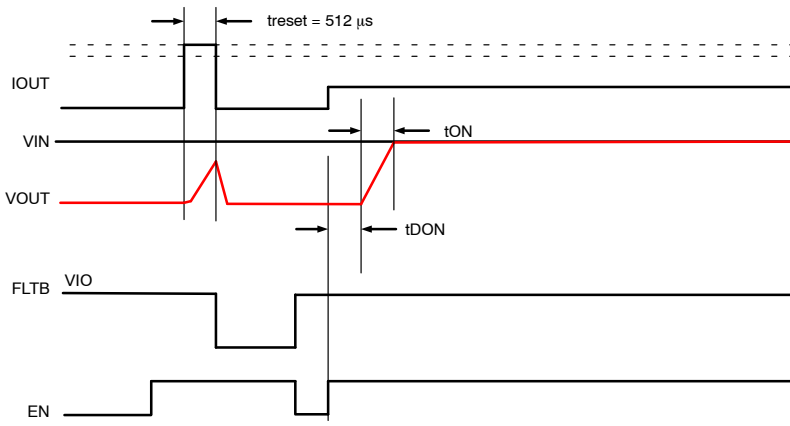 treset = 512 μs
IOUT
tON
VIN
VOUT
tDON
VIO
FLTB
EN